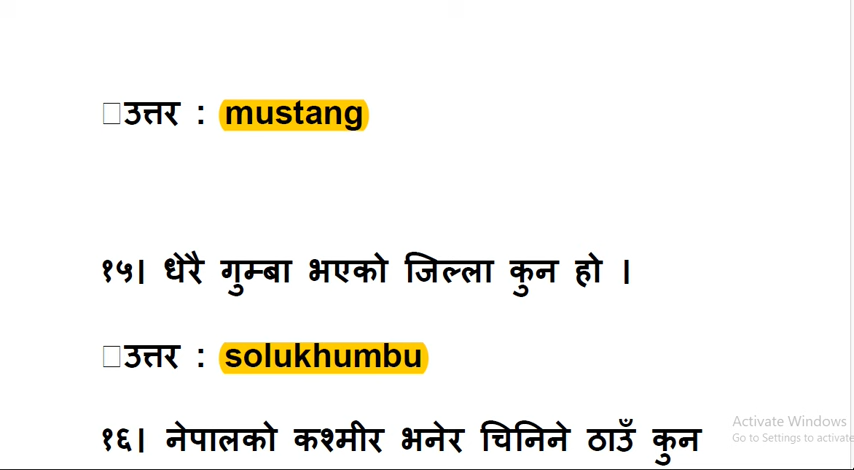 उत्तर : mustang
१५। धेरै गुम्बा भएको जिल्ला कुन हो ।
उत्तर : solukhumbu
१६। नेपालको कश्मीर भनेर चिनिने ठाउँ कुन
Activate Windows
Go to Settings to activate